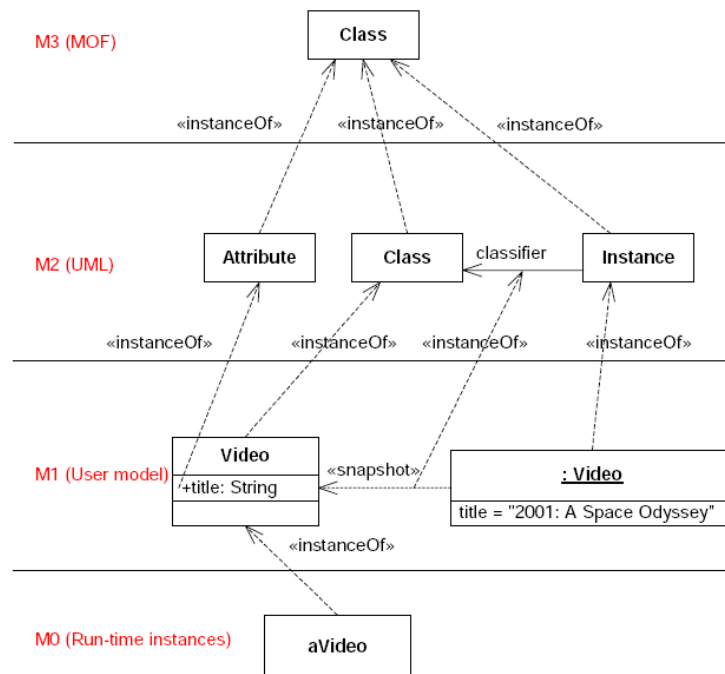 Class
M3 (MOF)
«instanceOf» «instanceOf» «instanceOf»
M2 (UML)
Attribute
Class
classifier
Instance
«instanceOf» «instanceOf» «instanceOf» «instanceOf»
Video
M1 (User model)
+title: String
«snapshot»
: Video
title = "2001: A Space Odyssey"
«instanceOf»
M0 (Run-time instances)
aVideo